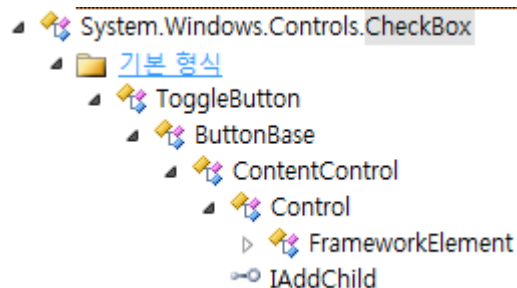 System.Windows.Controls.CheckBox
기본 형식
ToggleButton
ButtonBase
ContentControl
Control
FrameworkElement
IAddChild